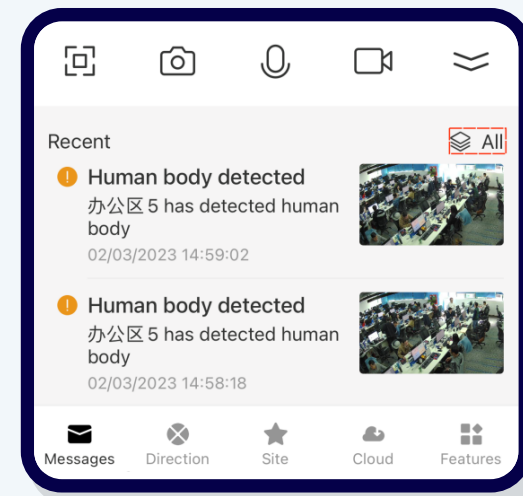 Recent
All
Human body detected
办公区5 has detected human
body
02/03/2023 14:59:02
Human body detected
办公区5 has detected human
body
02/03/2023 14:58:18
Messages Direction Site Cloud Features